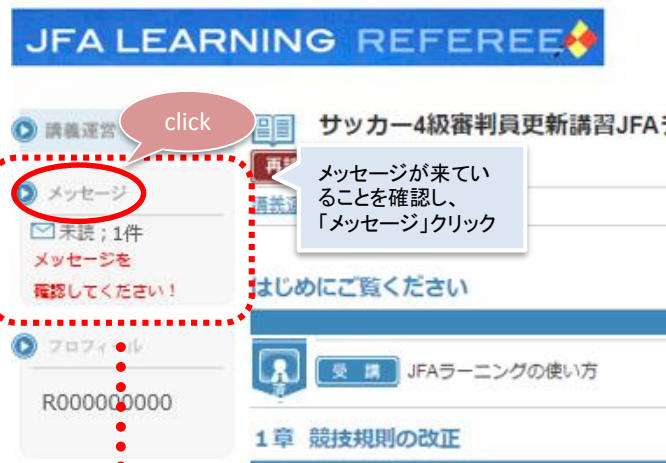 JFA LEARNING REFEREE
講義運営
click
サッカー4級審判員更新講習JFA
再
メッセージが来てい
ることを確認し、
「メッセージ」クリック
メッセージ
講義運
未読；1件
メッセージを
確認してください！
はじめにご覧ください
プロフィール
受 講 JFAラーニングの使い方
R000000000
1章 競技規則の改正